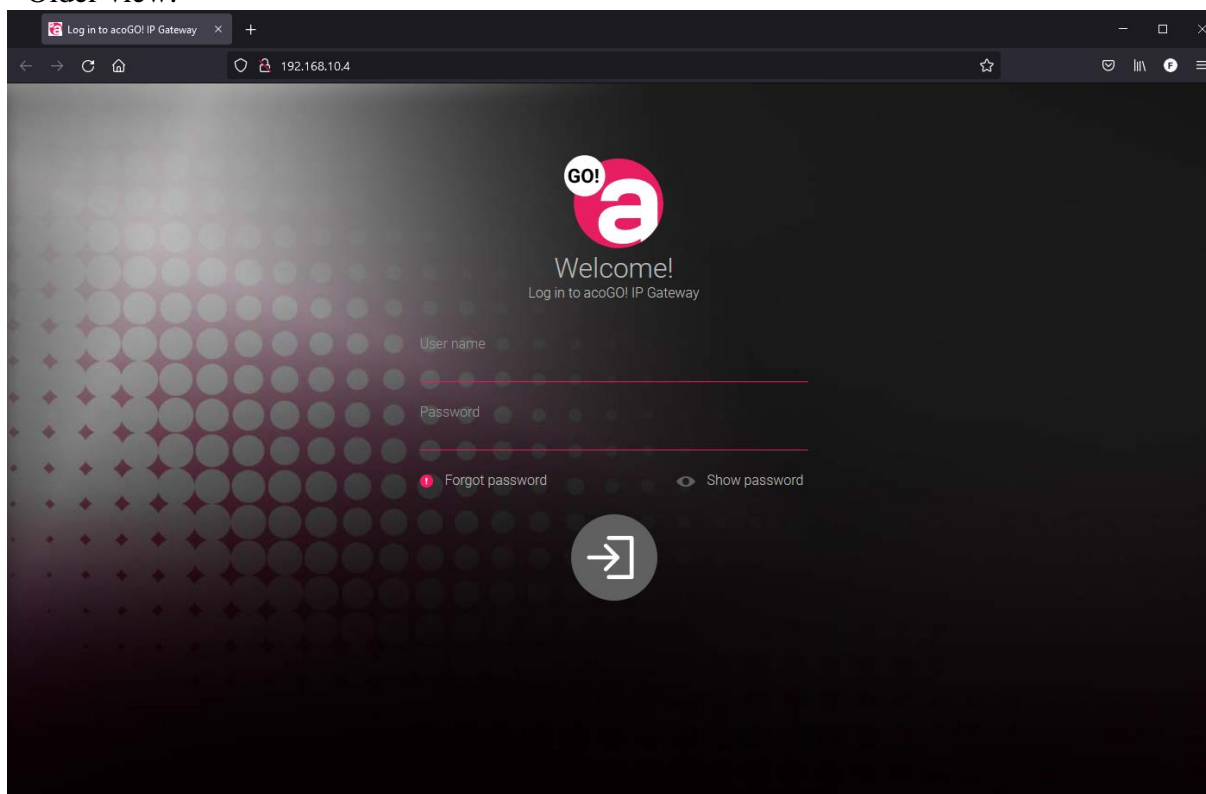 Older view:
Log in to acoGO! IP Gateway
192.168.10.4
F
GO!
a
Welcome!
Log in to acoGO! IP Gateway
User name
Password
! Forgot password
Show password